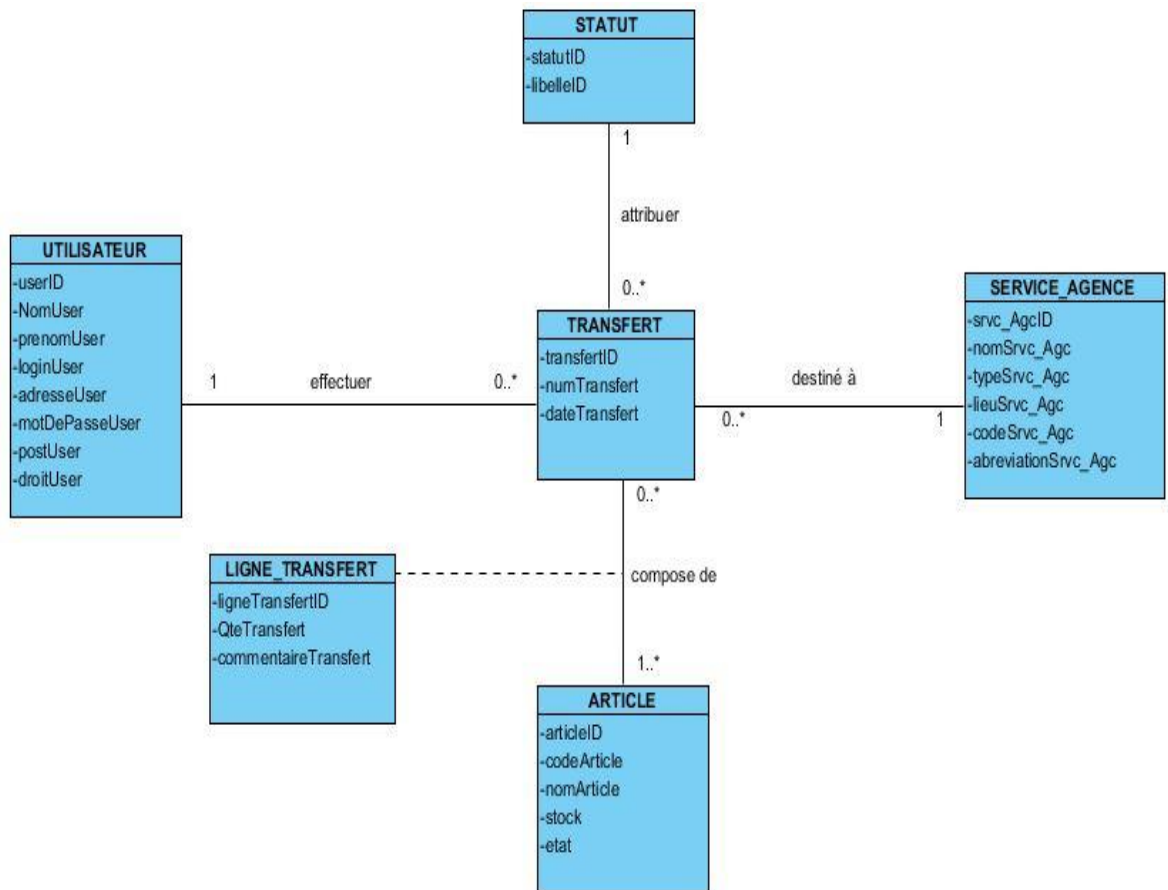 STATUT
-statutID
-libelleID
1
attribuer
0..*
UTILISATEUR
-userID
-NomUser
-prenomUser
-loginUser
-adresseUser
-motDePasseUser
-postUser
-droitUser
1
effectuer
0..*
TRANSFERT
-transfertID
-numTransfert
-dateTransfert
destiné à
0..*
1
SERVICE_AGENCE
-srvc_AgcID
-nomSrvc_Agc
-typeSrvc_Agc
-lieuSrvc_Agc
-codeSrvc_Agc
-abreviationSrvc_Agc
0..*
LIGNE_TRANSFERT
-ligneTransfertID
-QteTransfert
-commentaireTransfert
compose de
1..*
ARTICLE
-articleID
-codeArticle
-nomArticle
-stock
-etat